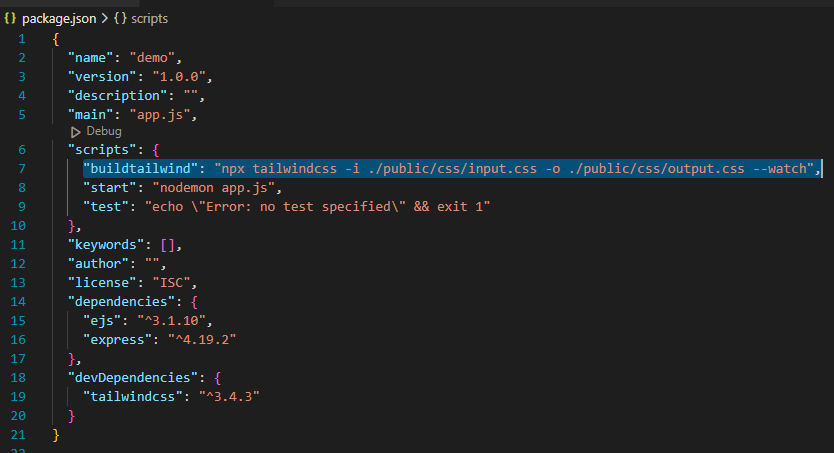 {} package.json > {} scripts
1 {
2 "name": "demo",
3 "version": "1.0.0",
4 "description": "",
5 "main": "app.js",
Debug
6 "scripts": {
7 "buildtailwind": "npx tailwindcss -i ./public/css/input.css -o ./public/css/output.css --watch",
8 "start": "nodemon app.js",
9 "test": "echo \"Error: no test specified\" && exit 1"
10 },
11 "keywords": [],
12 "author": "",
13 "license": "ISC",
14 "dependencies": {
15 "ejs": "^3.1.10",
16 "express": "^4.19.2"
17 },
18 "devDependencies": {
19 "tailwindcss": "^3.4.3"
20 }
21 }